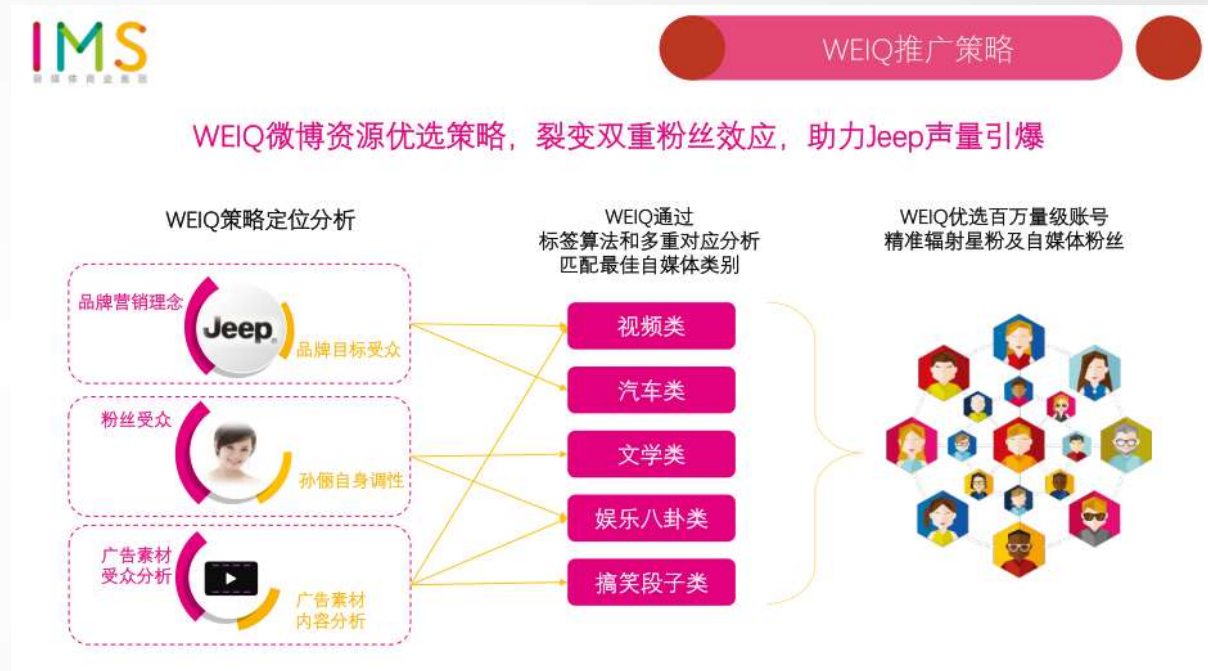 IMS
新媒体商业集团
WEIQ推广策略
WEIQ微博资源优选策略，裂变双重粉丝效应，助力Jeep声量引爆
WEIQ策略定位分析
品牌营销理念
Jeep
品牌目标受众
粉丝受众
孙俪自身调性
广告素材
受众分析
广告素材
内容分析
WEIQ通过
标签算法和多重对应分析
匹配最佳自媒体类别
视频类
汽车类
文学类
娱乐八卦类
搞笑段子类
WEIQ优选百万量级账号
精准辐射星粉及自媒体粉丝